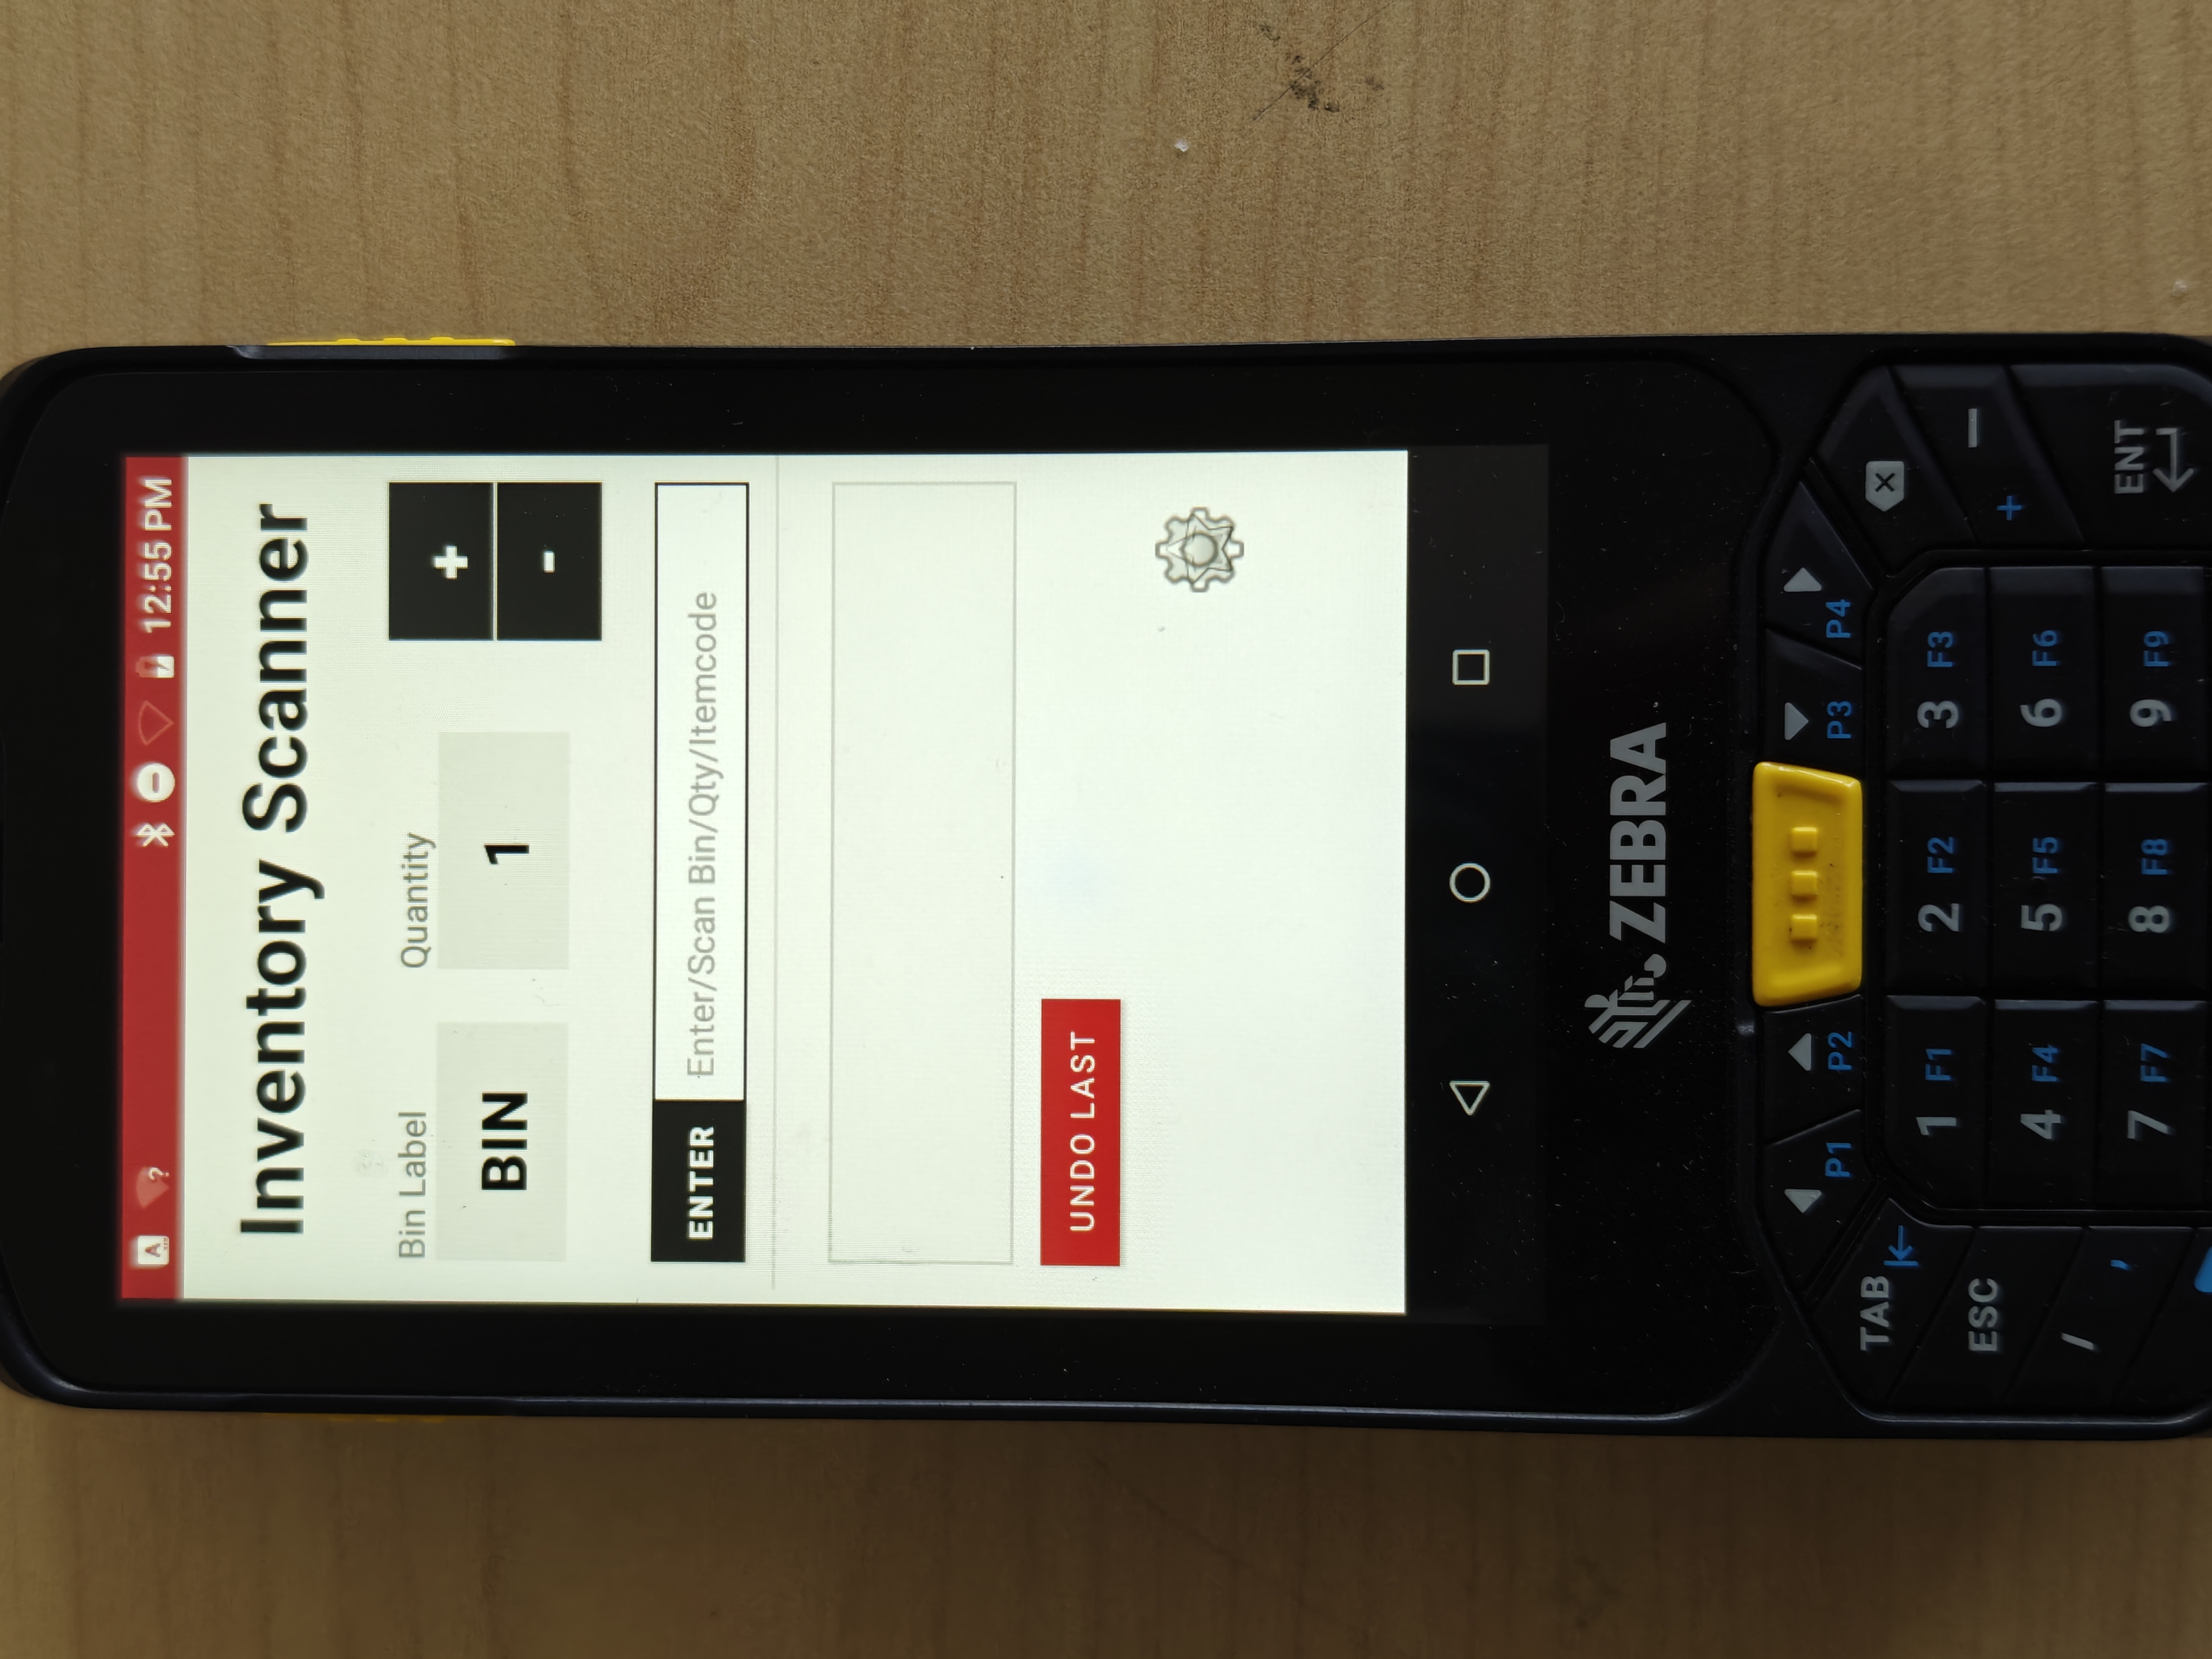 12:55 PM
Inventory Scanner
Bin Label Quantity
BIN 1 +
-
ENTER Enter/Scan Bin/Qty/Itemcode
UNDO LAST
ZEBRA
P1 P2 P3 P4
TAB
1 F1 2 F2 3 F3
ESC
- +
4 F4 5 F5 6 F6
/ ,
ENT
7 F7 8 F8 9 F9